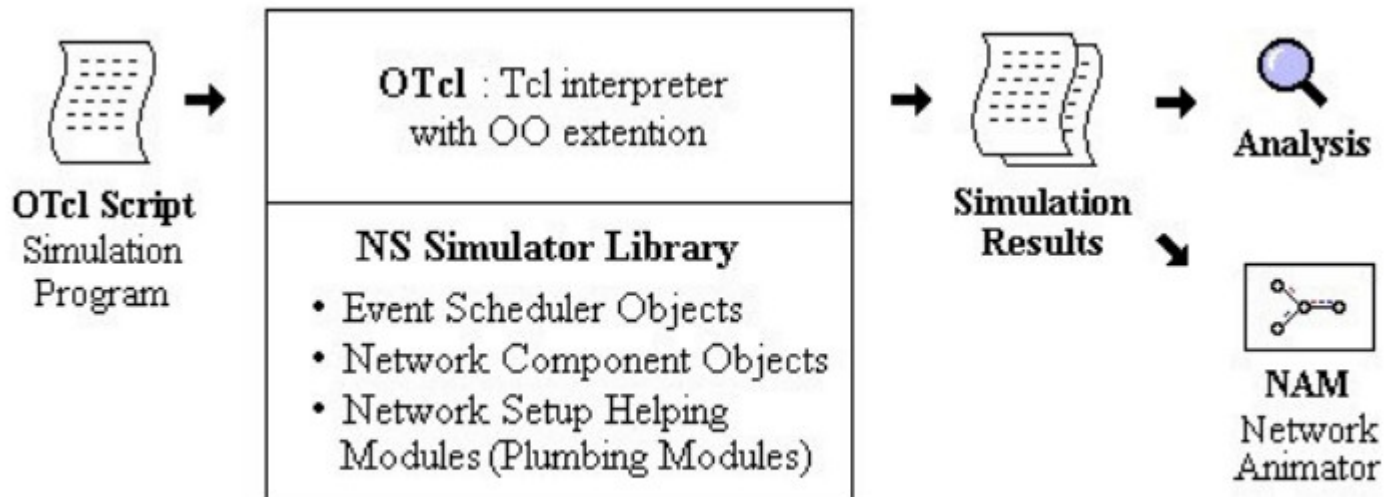 OTcl Script
Simulation
Program
OTcl : Tcl interpreter
with OO extention
NS Simulator Library
• Event Scheduler Objects
• Network Component Objects
• Network Setup Helping
Modules (Plumbing Modules)
Simulation
Results
Analysis
NAM
Network
Animator